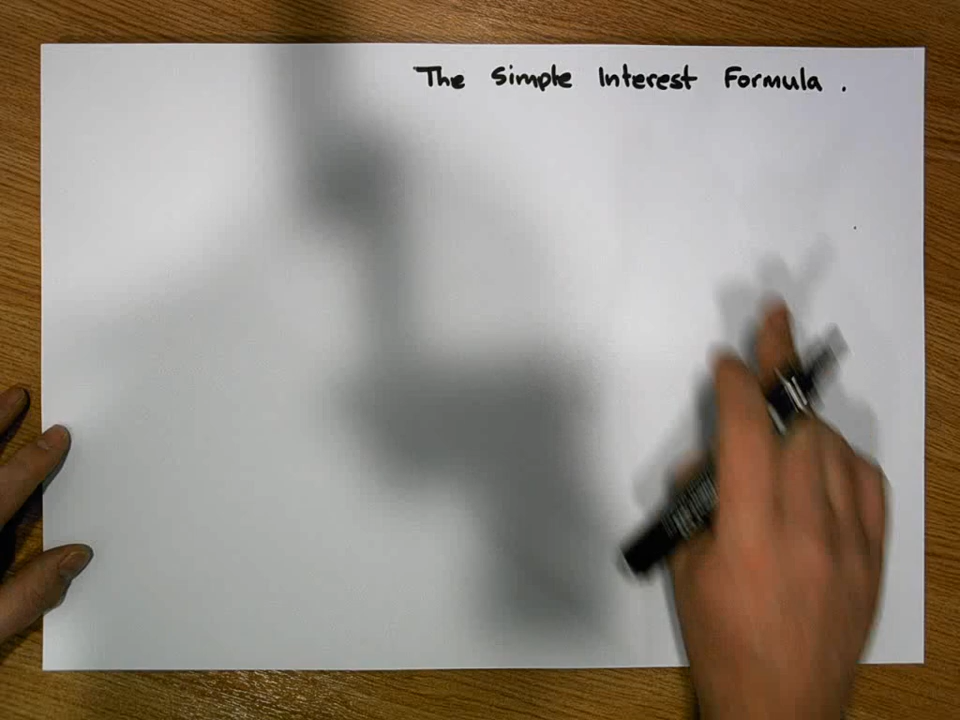 The Simple Interest Formula .